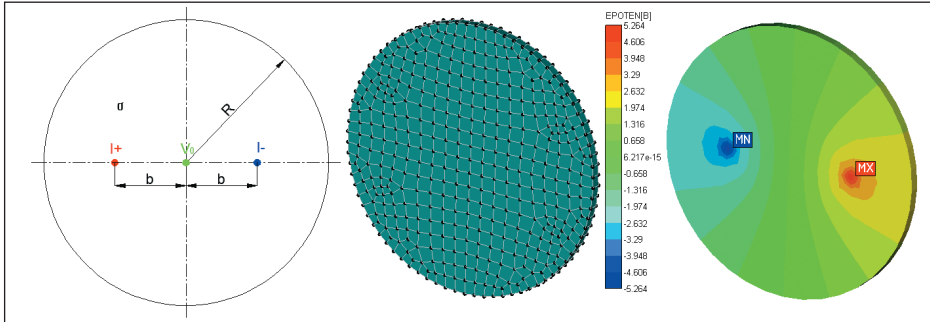 σ
R
I+
V₀
I-
b
b
EPOTEN[B]
5.264
4.606
3.948
3.29
2.632
1.974
1.316
0.658
6.217e-15
-0.658
-1.316
-1.974
-2.632
-3.29
-3.948
-4.606
-5.264
MN
MX